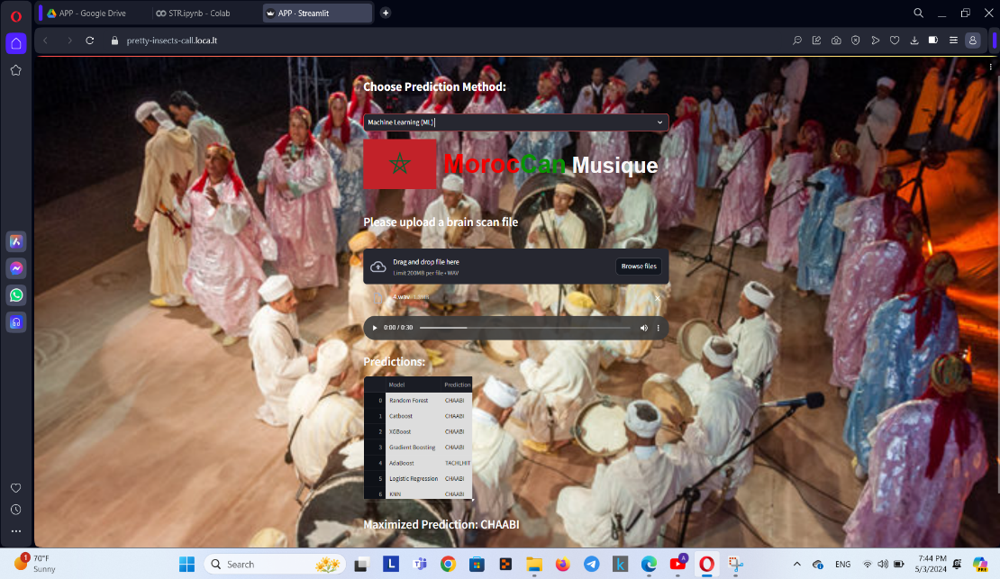 APP - Google Drive
STR.ipynb - Colab
APP · Streamlit
pretty-insects-call.loca.lt
Choose Prediction Method:
Machine Learning (ML)
MorocCan Musique
Please upload a brain scan file
Drag and drop file here
Limit 200MB per file • WAV
Browse files
4.wav
0:00 / 0:30
Predictions:
Model Prediction
0 Random Forest CHAABI
1 Catboost CHAABI
2 XGBoost CHAABI
3 Gradient Boosting CHAABI
4 AdaBoost TACHLHIT
5 Logistic Regression CHAABI
6 KNN CHAABI
Maximized Prediction: CHAABI
1
70°F
Sunny
Search
ENG
7:44 PM
5/3/2024